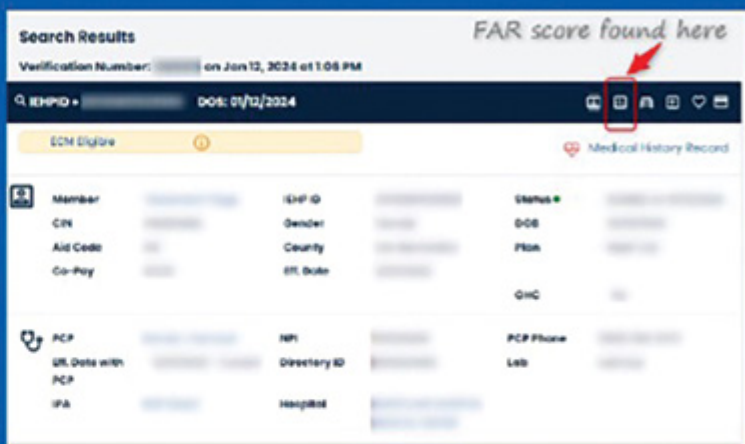 FAR score found here
Search Results
Verification Number: on Jan 12, 2024 at 1:06 PM
IEHPID DOS: 01/12/2024
ECM Eligible
Medical History Record
Member IEHP ID Status
CIN Gender DOB
Aid Code County Plan
Co-Pay Eff. Date
OHC
PCP NPI PCP Phone
Eff. Date with Directory ID Lab
PCP
IPA Hospital